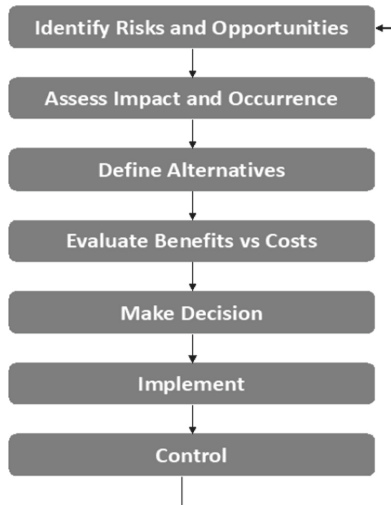 Identify Risks and Opportunities
Assess Impact and Occurrence
Define Alternatives
Evaluate Benefits vs Costs
Make Decision
Implement
Control